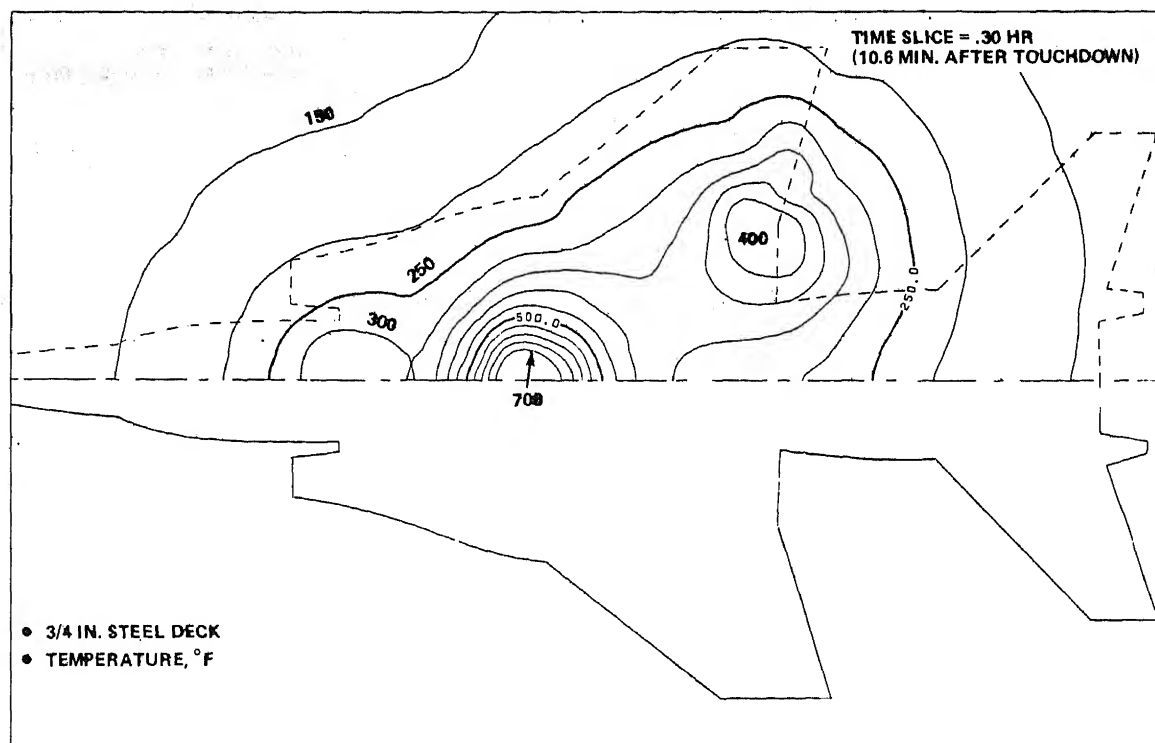 TIME SLICE = .30 HR
(10.6 MIN. AFTER TOUCHDOWN)
150
400
250
250.0
300
500.0
700
• 3/4 IN. STEEL DECK
• TEMPERATURE, °F